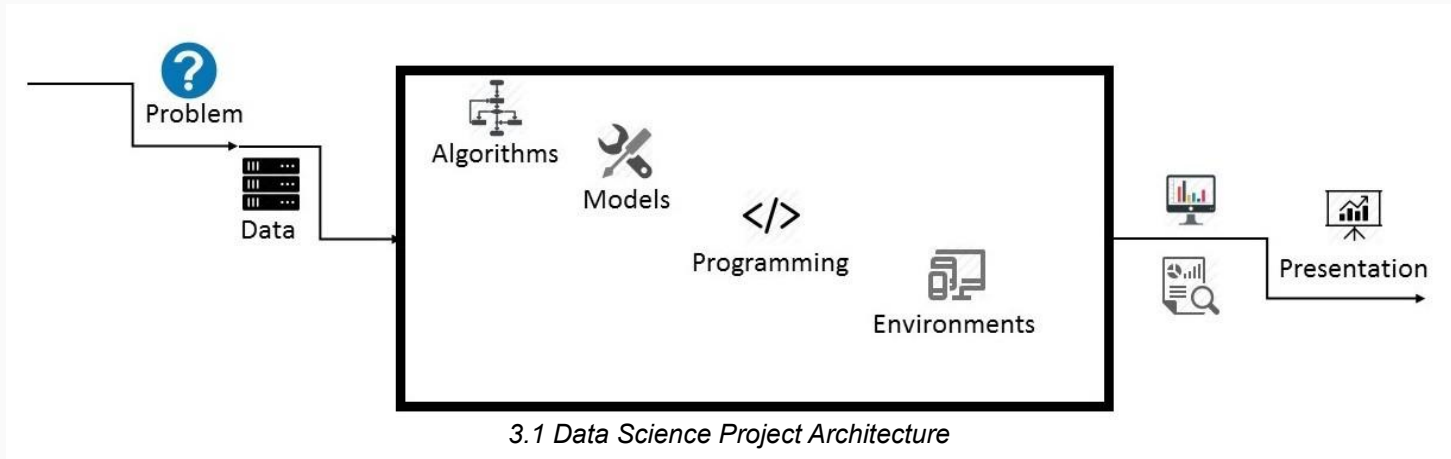 ?
Problem
Data
Algorithms
Models
</>
Programming
Environments
Presentation
3.1 Data Science Project Architecture